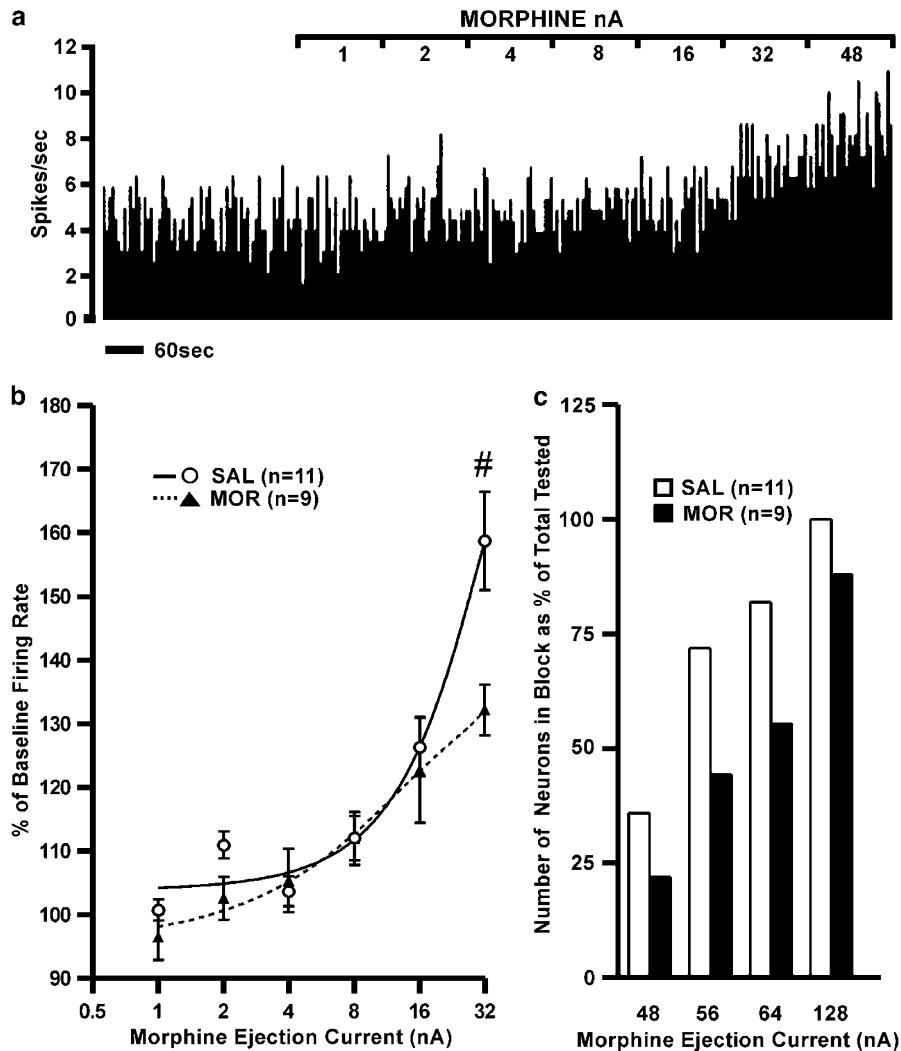 a
MORPHINE nA
1 2 4 8 16 32 48
12
10
8
6
4
2
0
Spikes/sec
60sec
b
180
170
160
150
140
130
120
110
100
90
% of Baseline Firing Rate
SAL (n=11)
MOR (n=9)
#
0.5 1 2 4 8 16 32
Morphine Ejection Current (nA)
c
125
100
75
50
25
0
Number of Neurons in Block as % of Total Tested
SAL (n=11)
MOR (n=9)
48 56 64 128
Morphine Ejection Current (nA)